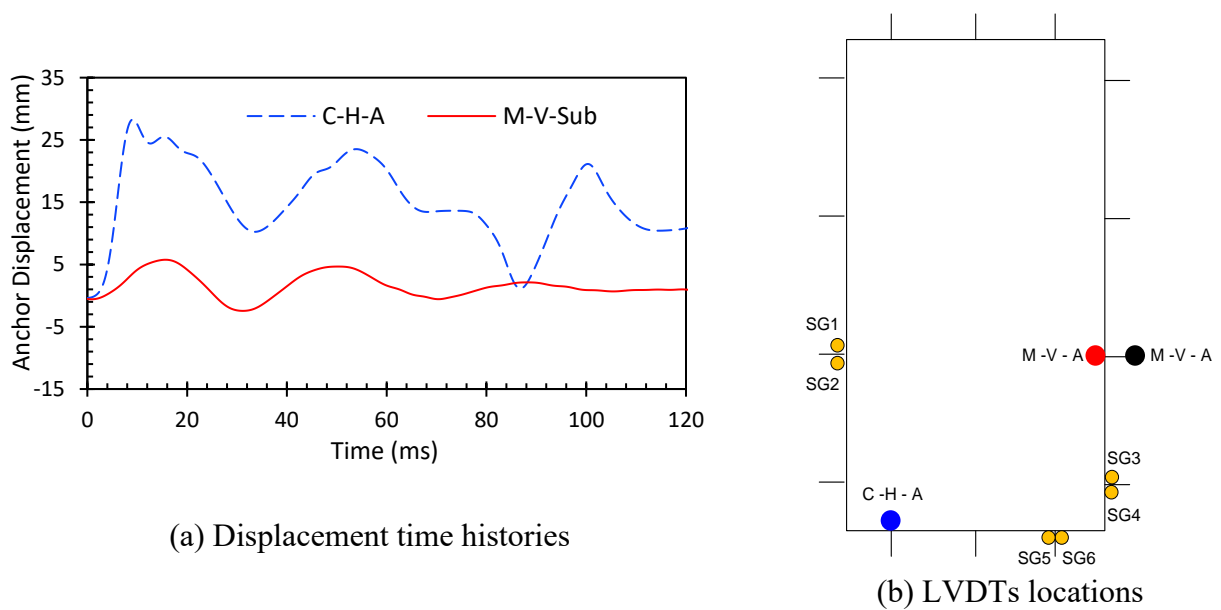 35
25
15
5
-5
-15
Anchor Displacement (mm)
C-H-A
M-V-Sub
0
20
40
60
80
100
120
Time (ms)
(a) Displacement time histories
SG1
SG2
M -V - A
M -V - A
SG3
SG4
C -H - A
SG5
SG6
(b) LVDTs locations